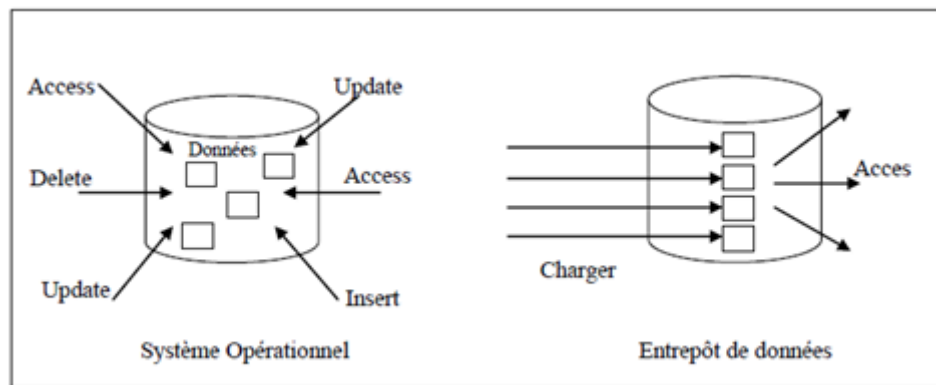 Access
Update
Données
Delete
Access
Update
Insert
Système Opérationnel
Acces
Charger
Entrepôt de données